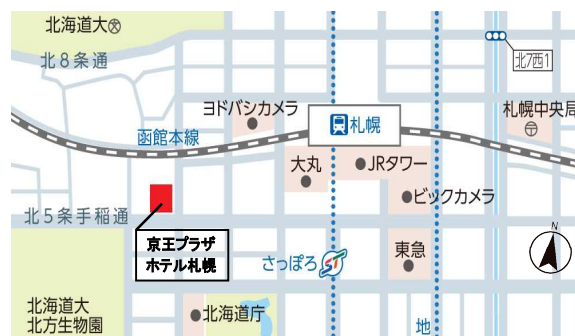 北海道大
文
北8条通
北7西1
ヨドバシカメラ
札幌
札幌中央局
函館本線
大丸
JRタワー
ビックカメラ
北5条手稲通
京王プラザ
ホテル札幌
さっぽろ
ST
東急
N
北海道大
北方生物園
北海道庁
地